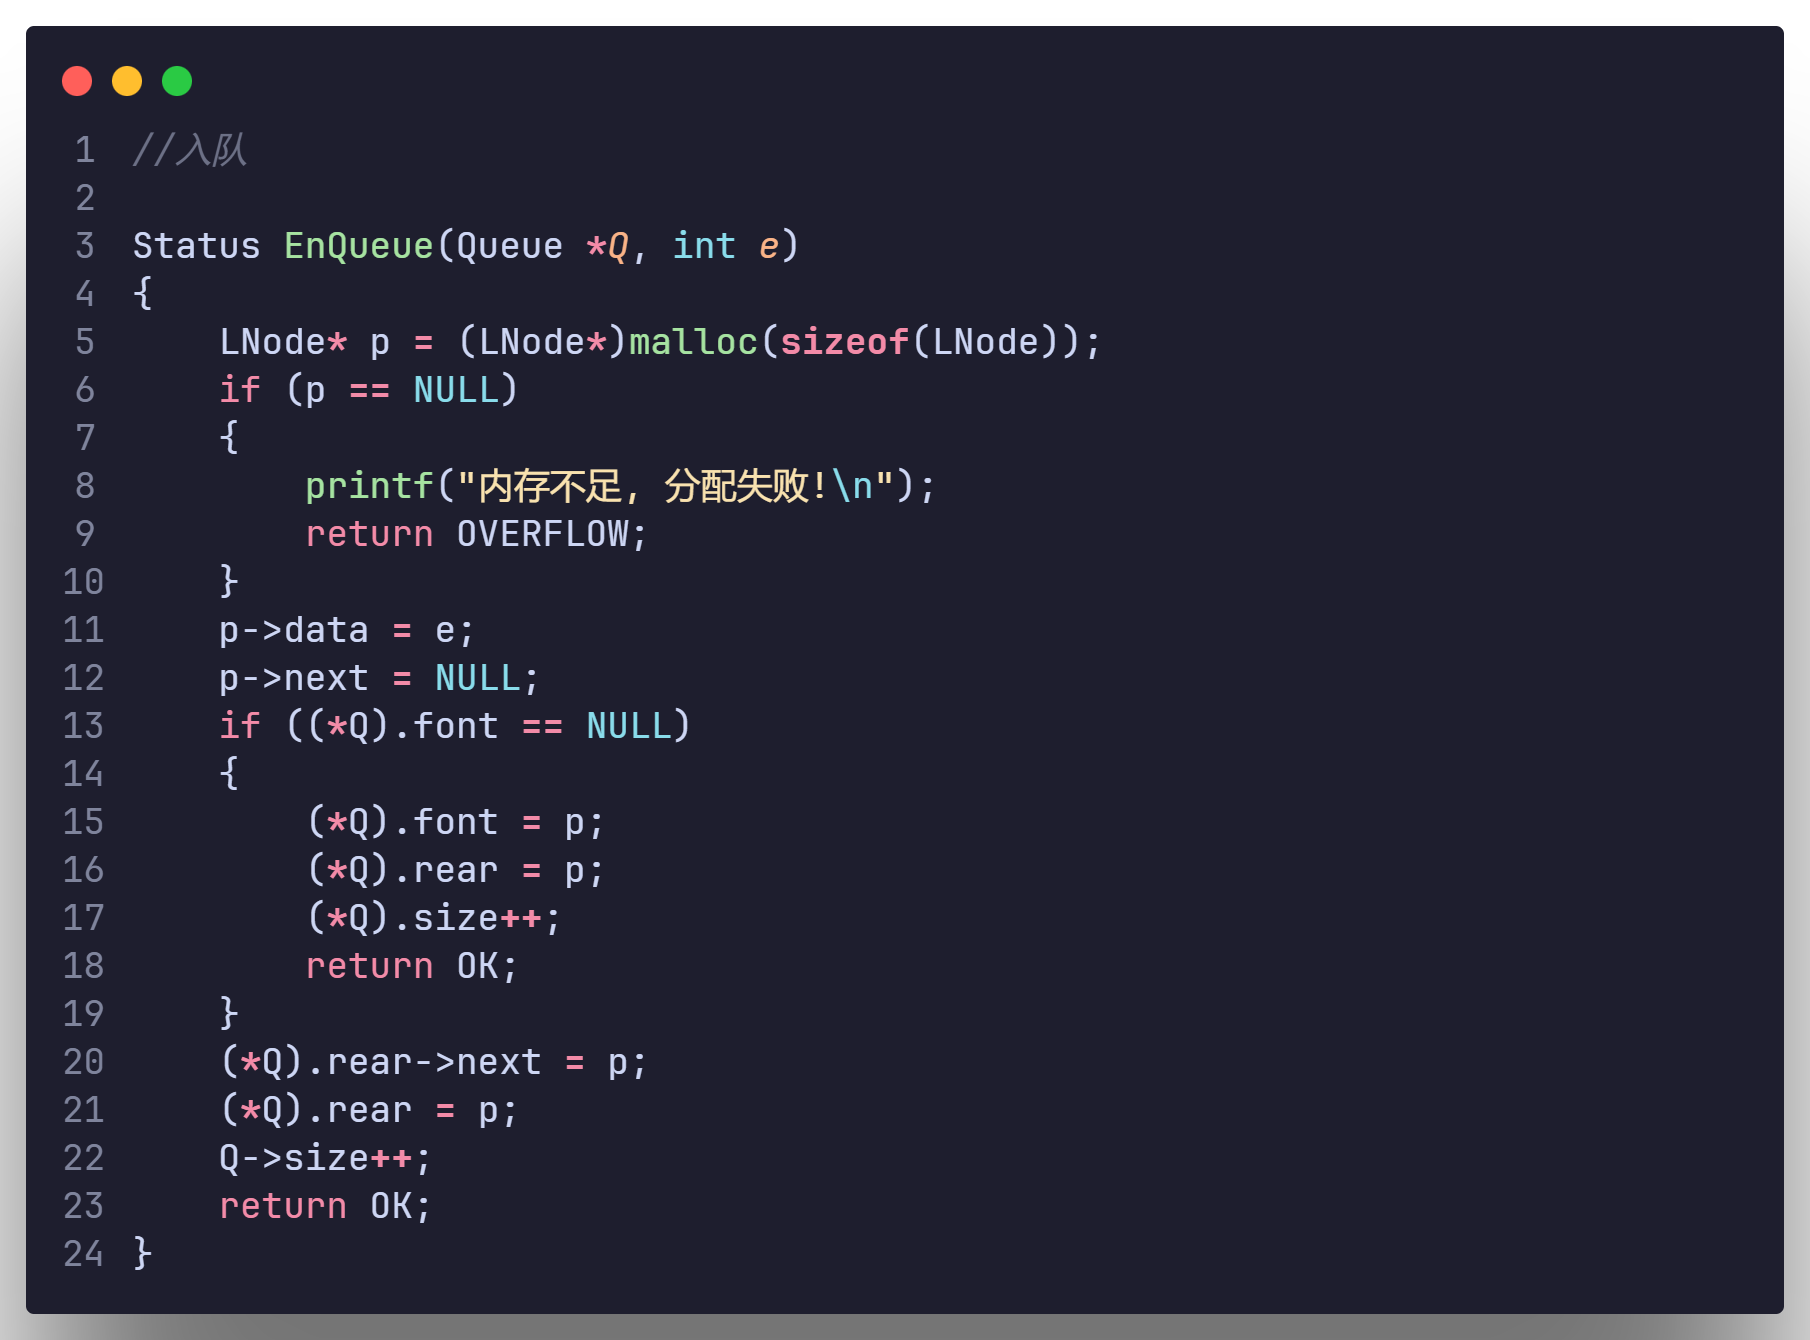 1 //入队
2
3 Status EnQueue(Queue *Q, int e)
4 {
5     LNode* p = (LNode*)malloc(sizeof(LNode));
6     if (p == NULL)
7     {
8         printf("内存不足, 分配失败!\n");
9         return OVERFLOW;
10     }
11     p->data = e;
12     p->next = NULL;
13     if ((*Q).font == NULL)
14     {
15         (*Q).font = p;
16         (*Q).rear = p;
17         (*Q).size++;
18         return OK;
19     }
20     (*Q).rear->next = p;
21     (*Q).rear = p;
22     Q->size++;
23     return OK;
24 }